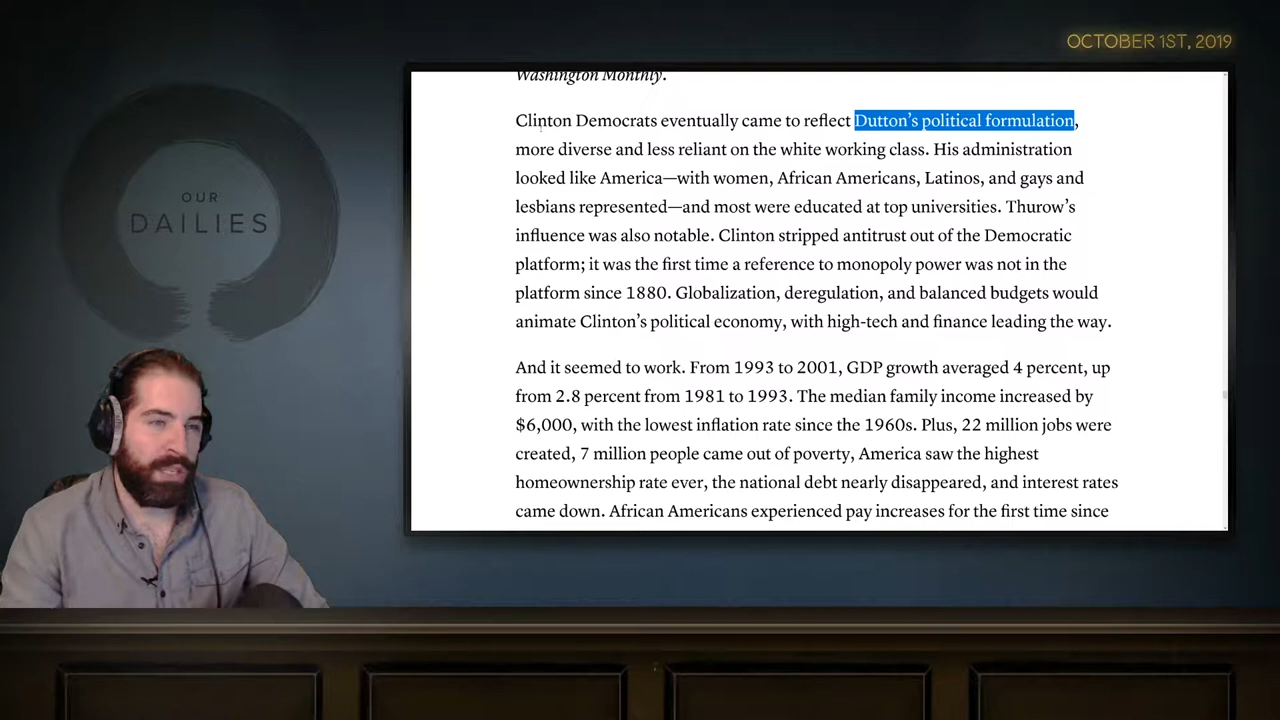 OCTOBER 1ST, 2019
OUR
DAILIES
Washington Monthly.
Clinton Democrats eventually came to reflect Dutton’s political formulation,
more diverse and less reliant on the white working class. His administration
looked like America—with women, African Americans, Latinos, and gays and
lesbians represented—and most were educated at top universities. Thurow’s
influence was also notable. Clinton stripped antitrust out of the Democratic
platform; it was the first time a reference to monopoly power was not in the
platform since 1880. Globalization, deregulation, and balanced budgets would
animate Clinton’s political economy, with high-tech and finance leading the way.
And it seemed to work. From 1993 to 2001, GDP growth averaged 4 percent, up
from 2.8 percent from 1981 to 1993. The median family income increased by
$6,000, with the lowest inflation rate since the 1960s. Plus, 22 million jobs were
created, 7 million people came out of poverty, America saw the highest
homeownership rate ever, the national debt nearly disappeared, and interest rates
came down. African Americans experienced pay increases for the first time since